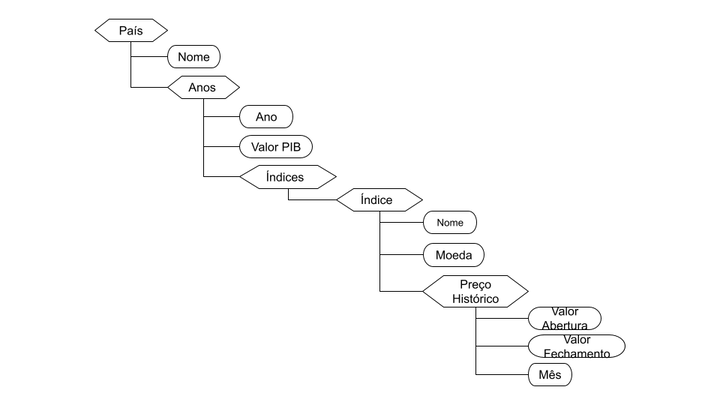 País
Nome
Anos
Ano
Valor PIB
Índices
Índice
Nome
Moeda
Preço
Histórico
Valor
Abertura
Valor
Fechamento
Mês